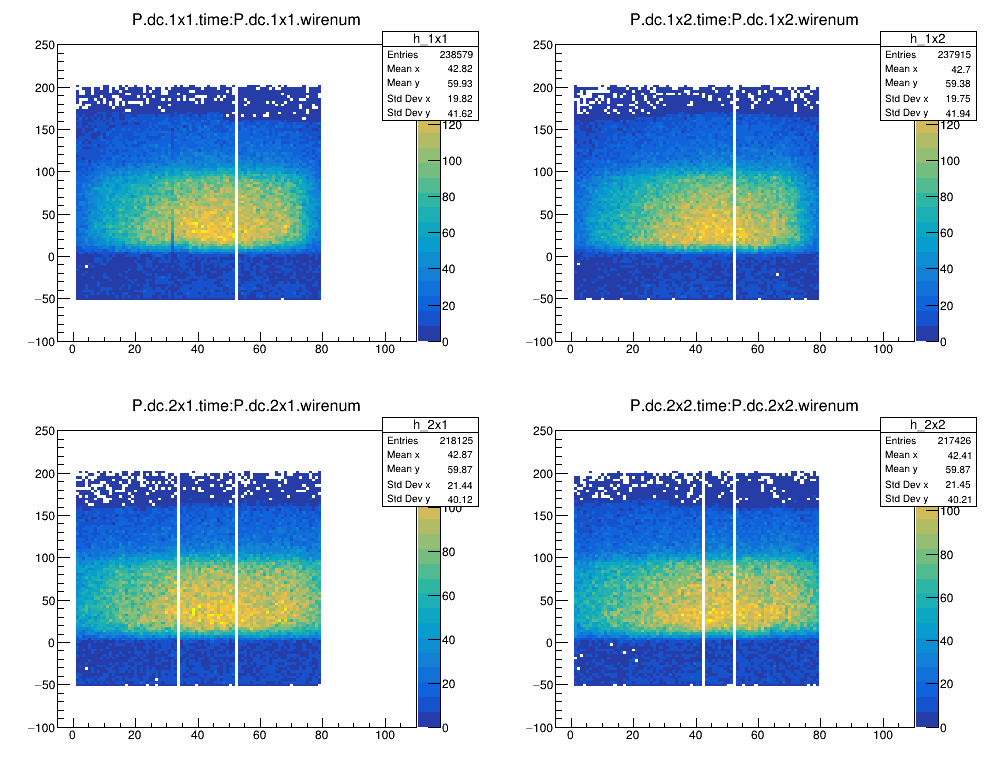 P.dc.1x1.time:P.dc.1x1.wirenum
h_1x1
Entries 238579
Mean x 42.82
Mean y 59.93
Std Dev x 19.82
Std Dev y 41.62
250
200
150
100
50
0
−50
−100
0 20 40 60 80 100
120
100
80
60
40
20
0
P.dc.1x2.time:P.dc.1x2.wirenum
h_1x2
Entries 237915
Mean x 42.7
Mean y 59.38
Std Dev x 19.75
Std Dev y 41.94
250
200
150
100
50
0
−50
−100
0 20 40 60 80 100
120
100
80
60
40
20
0
P.dc.2x1.time:P.dc.2x1.wirenum
h_2x1
Entries 218125
Mean x 42.87
Mean y 59.87
Std Dev x 21.44
Std Dev y 40.12
250
200
150
100
50
0
−50
−100
0 20 40 60 80 100
100
80
60
40
20
0
P.dc.2x2.time:P.dc.2x2.wirenum
h_2x2
Entries 217426
Mean x 42.41
Mean y 59.87
Std Dev x 21.45
Std Dev y 40.21
250
200
150
100
50
0
−50
−100
0 20 40 60 80 100
100
80
60
40
20
0